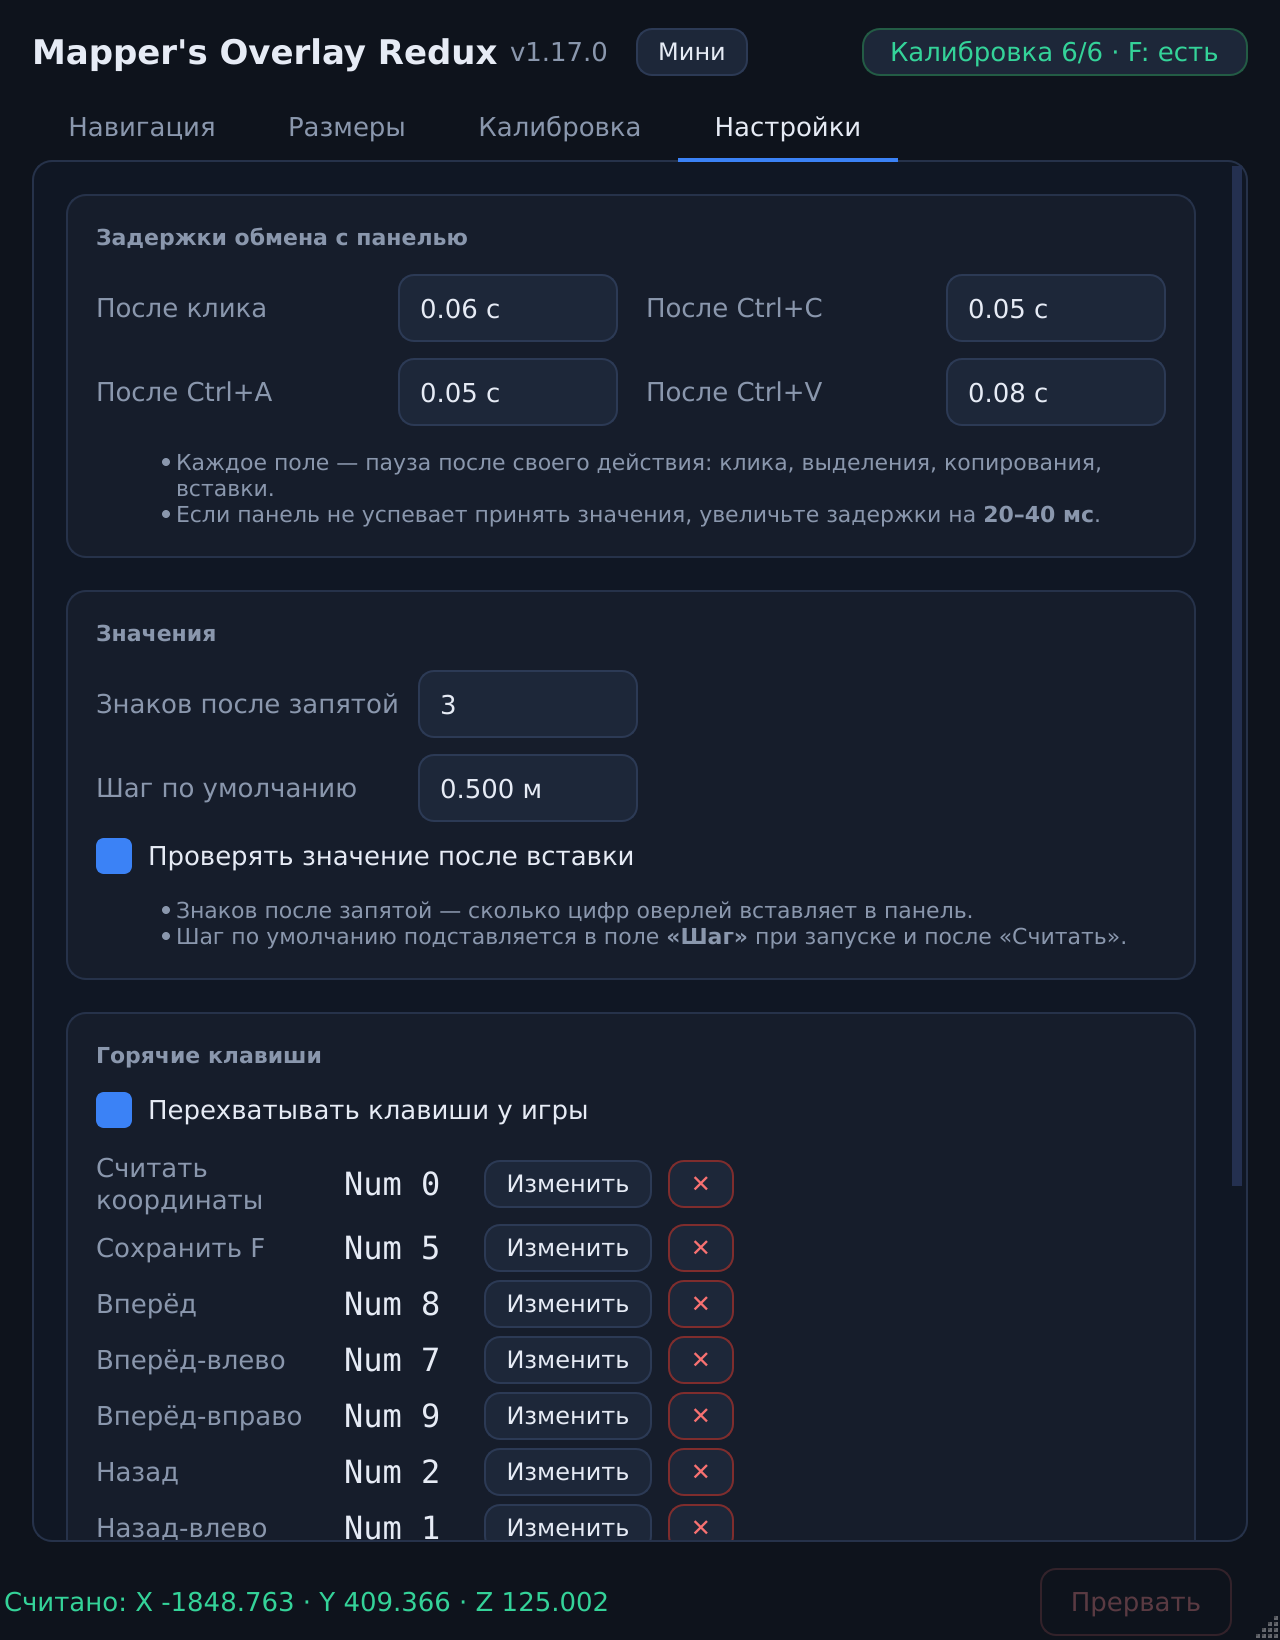 Mapper's Overlay Redux v1.17.0 Мини Калибровка 6/6 · F: есть
Навигация Размеры Калибровка Настройки
Задержки обмена с панелью
После клика 0.06 с После Ctrl+C 0.05 с
После Ctrl+A 0.05 с После Ctrl+V 0.08 с
• Каждое поле — пауза после своего действия: клика, выделения, копирования,
вставки.
• Если панель не успевает принять значения, увеличьте задержки на 20–40 мс.
Значения
Знаков после запятой 3
Шаг по умолчанию 0.500 м
Проверять значение после вставки
• Знаков после запятой — сколько цифр оверлей вставляет в панель.
• Шаг по умолчанию подставляется в поле «Шаг» при запуске и после «Считать».
Горячие клавиши
Перехватывать клавиши у игры
Считать
координаты Num 0 Изменить ✕
Сохранить F Num 5 Изменить ✕
Вперёд Num 8 Изменить ✕
Вперёд-влево Num 7 Изменить ✕
Вперёд-вправо Num 9 Изменить ✕
Назад Num 2 Изменить ✕
Назад-влево Num 1 Изменить ✕
Считано: X -1848.763 · Y 409.366 · Z 125.002 Прервать